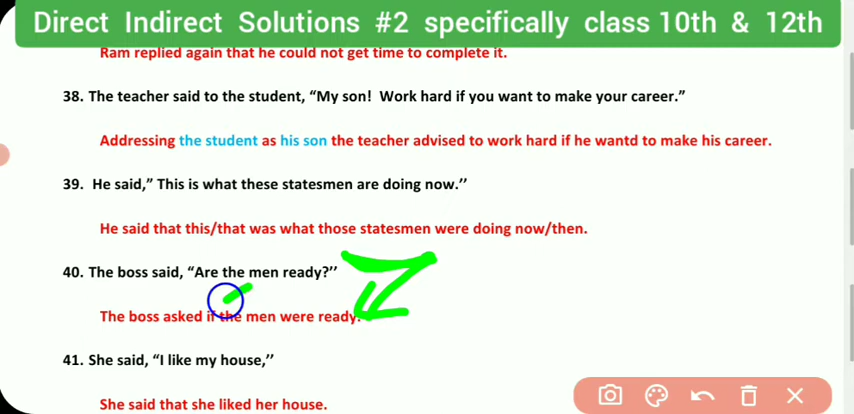 Direct Indirect Solutions #2 specifically class 10th & 12th
Ram replied again that he could not get time to complete it.
38. The teacher said to the student, “My son! Work hard if you want to make your career.”
Addressing the student as his son the teacher advised to work hard if he wantd to make his career.
39. He said,” This is what these statesmen are doing now.’’
He said that this/that was what those statesmen were doing now/then.
40. The boss said, “Are the men ready?’’
The boss asked if the men were ready.
41. She said, “I like my house,’’
She said that she liked her house.